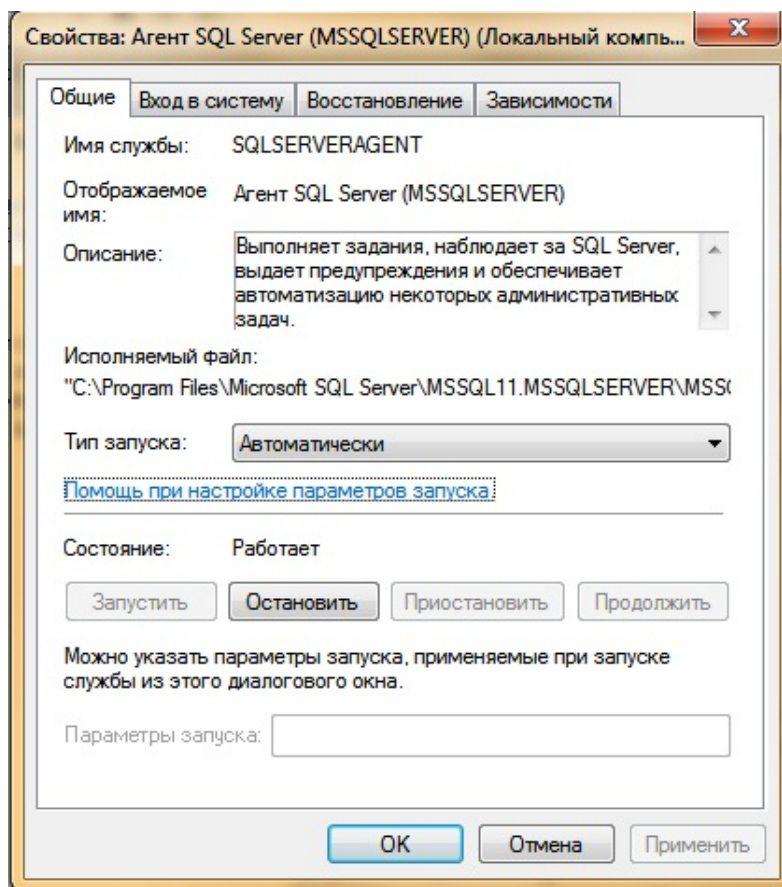 Свойства: Агент SQL Server (MSSQLSERVER) (Локальный компь...
Общие Вход в систему Восстановление Зависимости
Имя службы: SQLSERVERAGENT
Отображаемое имя: Агент SQL Server (MSSQLSERVER)
Описание: Выполняет задания, наблюдает за SQL Server,
выдает предупреждения и обеспечивает
автоматизацию некоторых административных
задач.
Исполняемый файл:
"C:\Program Files\Microsoft SQL Server\MSSQL11.MSSQLSERVER\MSS
Тип запуска: Автоматически
Помощь при настройке параметров запуска.
Состояние: Работает
Запустить Остановить Приостановить Продолжить
Можно указать параметры запуска, применяемые при запуске
службы из этого диалогового окна.
Параметры запуска:
OK Отмена Применить